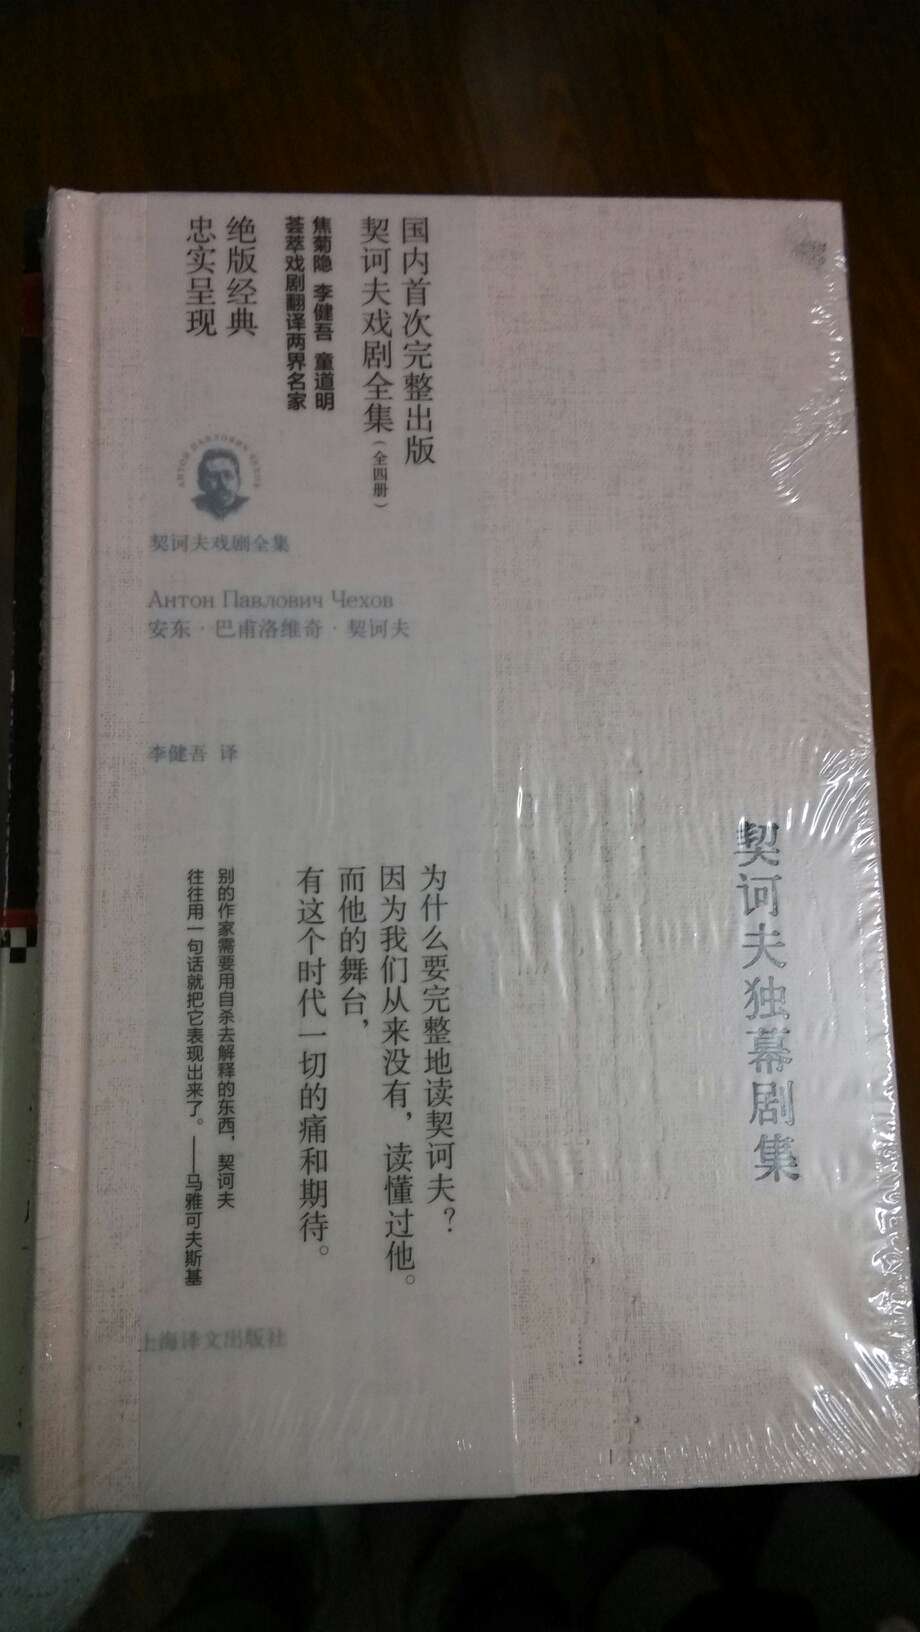 国内首次完整出版
契诃夫戏剧全集(全四册)
焦菊隐 李健吾 童道明
荟萃戏剧翻译两界名家
绝版经典
忠实呈现
АНТОН ПАВЛОВИЧ ЧЕХОВ
契诃夫戏剧全集
Антон Павлович Чехов
安东·巴甫洛维奇·契诃夫
李健吾 译
契诃夫独幕剧集
为什么要完整地读契诃夫?
因为我们从来没有,读懂过他。
而他的舞台,
有这个时代一切的痛和期待。
别的作家需要用自杀去解释的东西,契诃夫
往往用一句话就把它表现出来了。——马雅可夫斯基
上海译文出版社